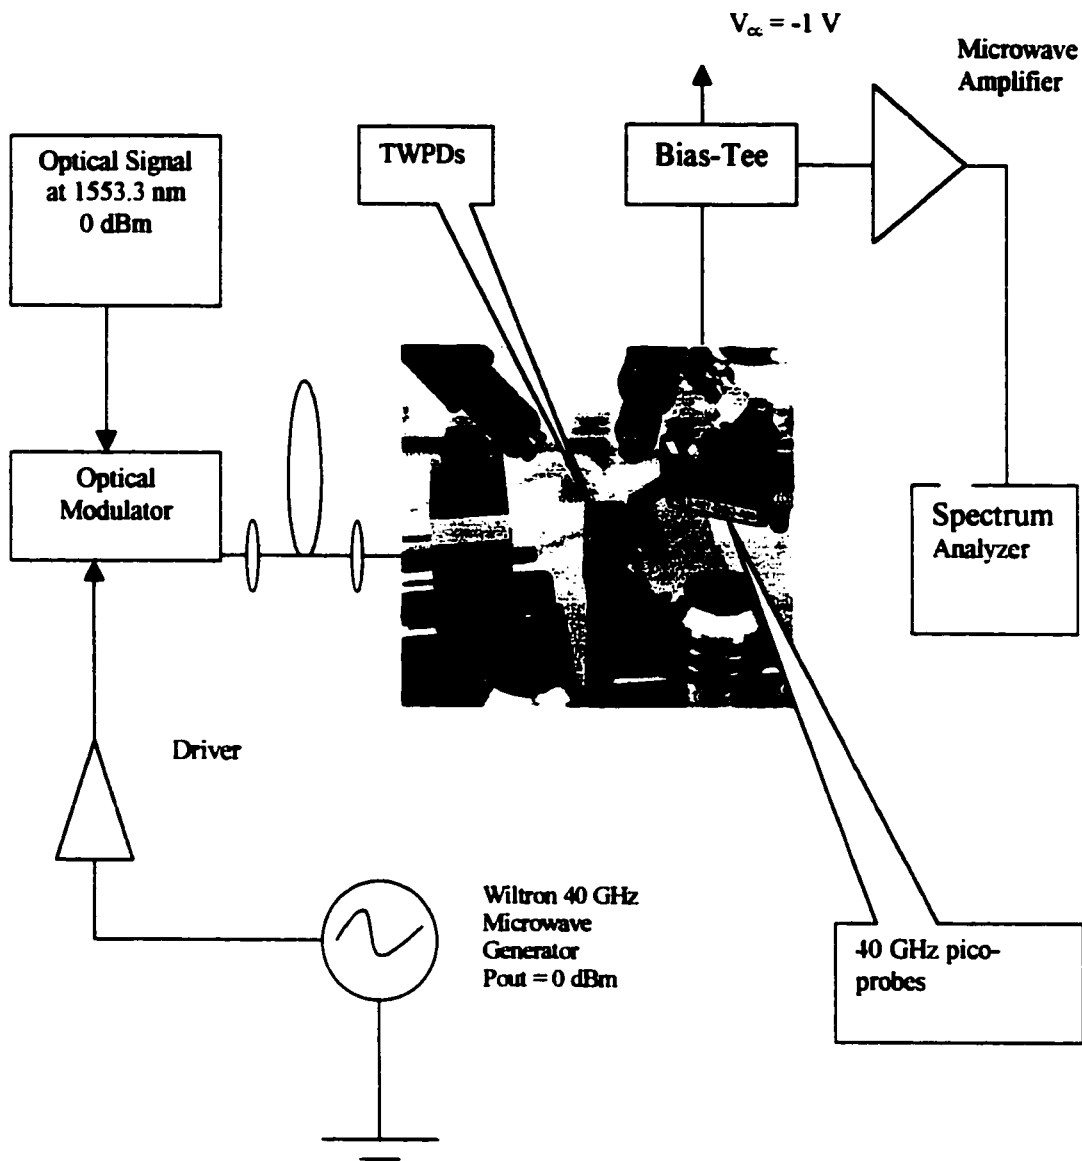 V_cc = -1 V
Microwave
Amplifier
Optical Signal
at 1553.3 nm
0 dBm
TWPDs
Bias-Tee
Optical
Modulator
Spectrum
Analyzer
Driver
Wiltron 40 GHz
Microwave
Generator
Pout = 0 dBm
40 GHz pico-
probes